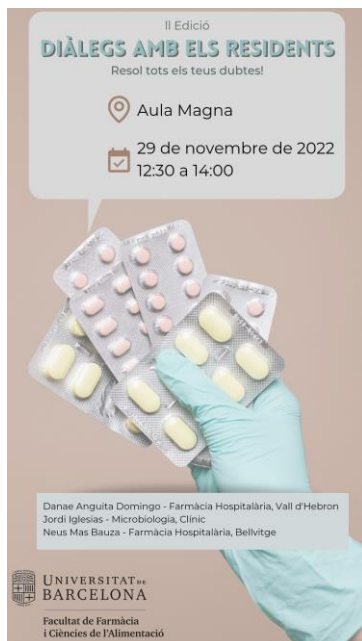 II Edició
DIÀLEGS AMB ELS RESIDENTS
Resol tots els teus dubtes!
Aula Magna
29 de novembre de 2022
12:30 a 14:00
Danae Anguita Domingo - Farmàcia Hospitalària, Vall d'Hebron
Jordi Iglesias - Microbiologia, Clínic
Neus Mas Bauza - Farmàcia Hospitalària, Bellvitge
UNIVERSITAT DE
BARCELONA
Facultat de Farmàcia
i Ciències de l'Alimentació